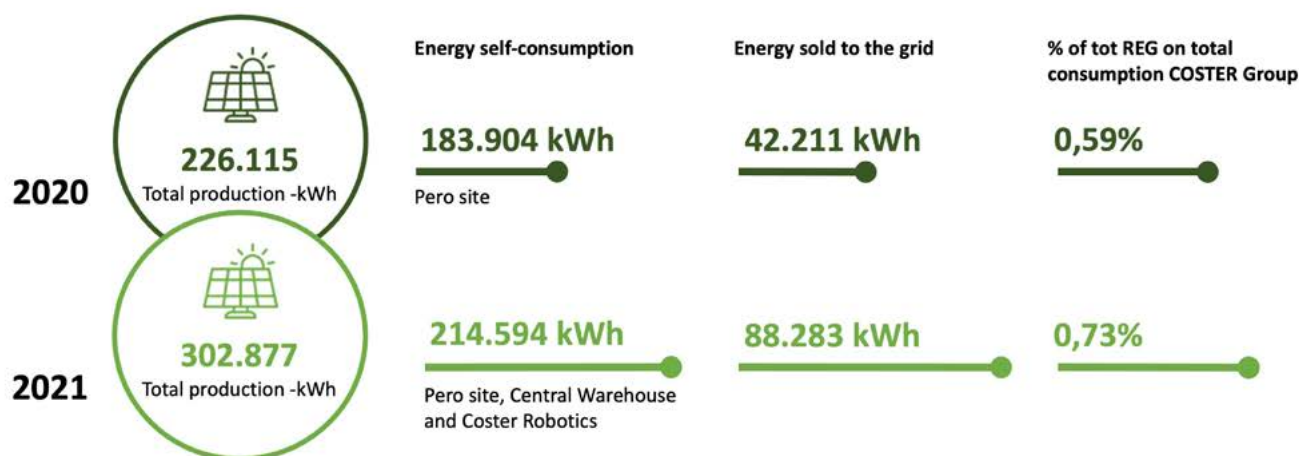 Energy self-consumption
Energy sold to the grid
% of tot REG on total
consumption COSTER Group
2020
226.115
Total production -kWh
183.904 kWh
Pero site
42.211 kWh
0,59%
2021
302.877
Total production -kWh
214.594 kWh
Pero site, Central Warehouse
and Coster Robotics
88.283 kWh
0,73%